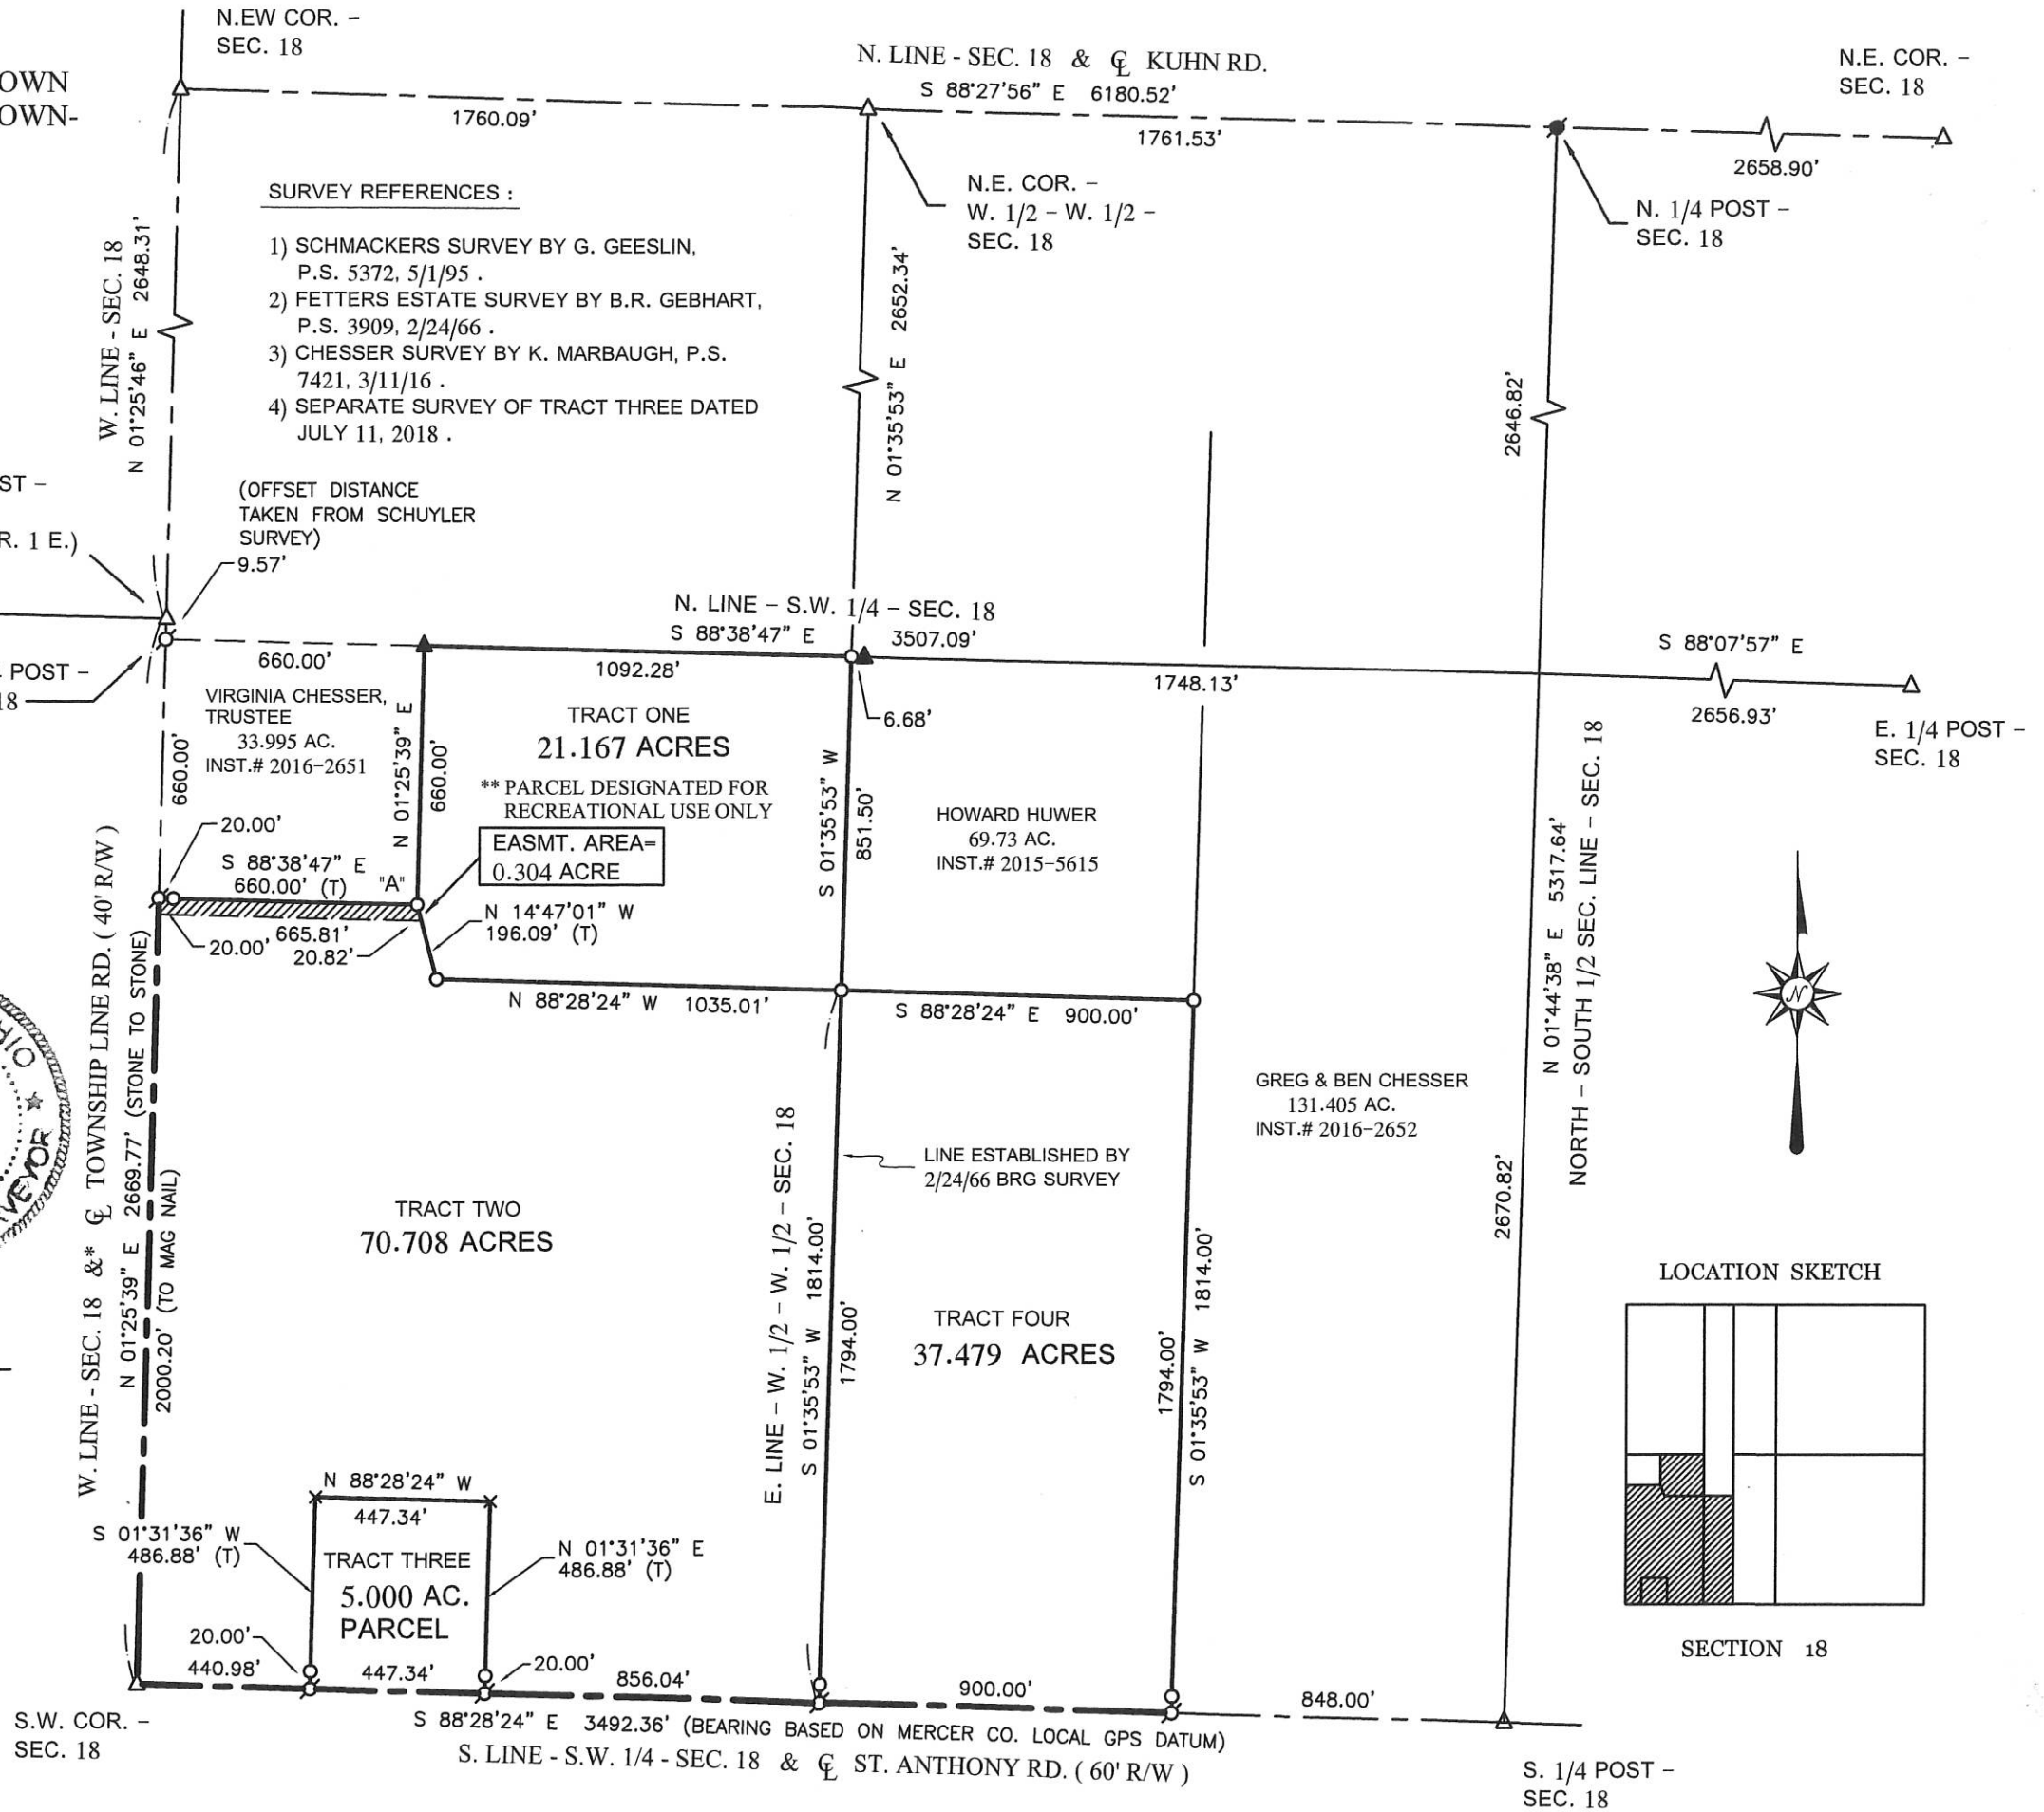 N.EW COR. –
SEC. 18
OWN
OWN-
N. LINE - SEC. 18 & ℄ KUHN RD.
S 88°27'56" E 6180.52'
N.E. COR. –
SEC. 18
1760.09'
1761.53'
2658.90'
N.E. COR. –
W. 1/2 – W. 1/2 –
SEC. 18
N. 1/4 POST –
SEC. 18
SURVEY REFERENCES :
1) SCHMACKERS SURVEY BY G. GEESLIN,
P.S. 5372, 5/1/95 .
2) FETTERS ESTATE SURVEY BY B.R. GEBHART,
P.S. 3909, 2/24/66 .
3) CHESSER SURVEY BY K. MARBAUGH, P.S.
7421, 3/11/16 .
4) SEPARATE SURVEY OF TRACT THREE DATED
JULY 11, 2018 .
W. LINE - SEC. 18
N 01°25'46" E 2648.31'
N 01°35'53" E 2652.34'
2646.82'
ST –
R. 1 E.)
(OFFSET DISTANCE
TAKEN FROM SCHUYLER
SURVEY)
9.57'
POST –
18
N. LINE – S.W. 1/4 – SEC. 18
S 88°38'47" E 3507.09'
660.00'
1092.28'
6.68'
1748.13'
S 88°07'57" E
2656.93'
E. 1/4 POST –
SEC. 18
VIRGINIA CHESSER,
TRUSTEE
33.995 AC.
INST.# 2016-2651
660.00'
N 01°25'39" E
660.00'
TRACT ONE
21.167 ACRES
** PARCEL DESIGNATED FOR
RECREATIONAL USE ONLY
EASMT. AREA=
0.304 ACRE
S 01°35'53" W
851.50'
HOWARD HUWER
69.73 AC.
INST.# 2015-5615
20.00'
S 88°38'47" E
660.00' (T)
"A"
N 14°47'01" W
196.09' (T)
665.81'
20.00'
20.82'
N 88°28'24" W 1035.01'
S 88°28'24" E 900.00'
N 01°44'38" E 5317.64'
NORTH – SOUTH 1/2 SEC. LINE – SEC. 18
N
W. LINE - SEC. 18 &* ℄ TOWNSHIP LINE RD. ( 40' R/W )
N 01°25'39" E 2669.77' (STONE TO STONE)
2000.20' (TO MAG NAIL)
GREG & BEN CHESSER
131.405 AC.
INST.# 2016-2652
LINE ESTABLISHED BY
2/24/66 BRG SURVEY
TRACT TWO
70.708 ACRES
E. LINE – W. 1/2 – W. 1/2 – SEC. 18
S 01°35'53" W 1814.00'
1794.00'
TRACT FOUR
37.479 ACRES
1794.00'
S 01°35'53" W 1814.00'
2670.82'
LOCATION SKETCH
SECTION 18
N 88°28'24" W
447.34'
S 01°31'36" W
486.88' (T)
N 01°31'36" E
486.88' (T)
TRACT THREE
5.000 AC.
PARCEL
20.00'
20.00'
440.98'
447.34'
856.04'
900.00'
848.00'
S.W. COR. –
SEC. 18
S 88°28'24" E 3492.36' (BEARING BASED ON MERCER CO. LOCAL GPS DATUM)
S. LINE - S.W. 1/4 - SEC. 18 & ℄ ST. ANTHONY RD. ( 60' R/W )
S. 1/4 POST –
SEC. 18